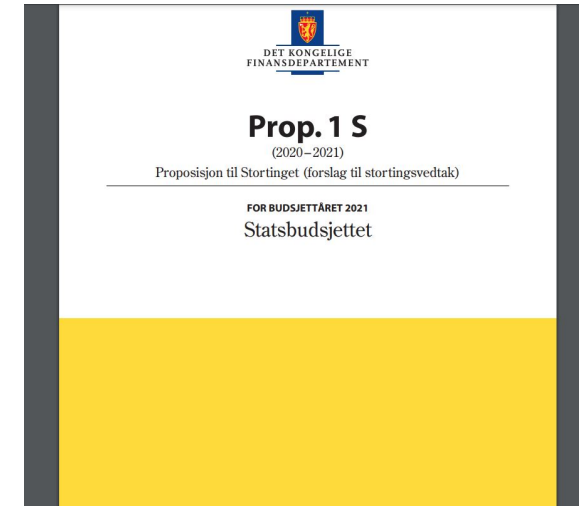 DET KONGELIGE
FINANSDEPARTEMENT
Prop. 1 S
(2020–2021)
Proposisjon til Stortinget (forslag til stortingsvedtak)
FOR BUDSJETTÅRET 2021
Statsbudsjettet